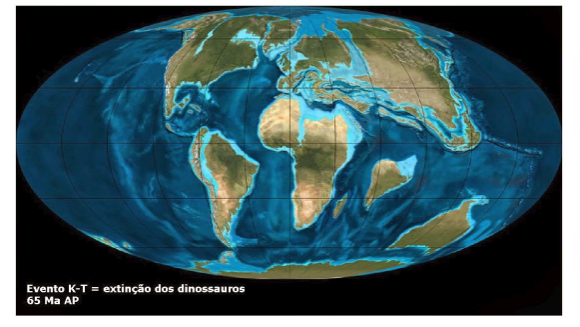 Evento K-T = extinção dos dinossauros
65 Ma AP